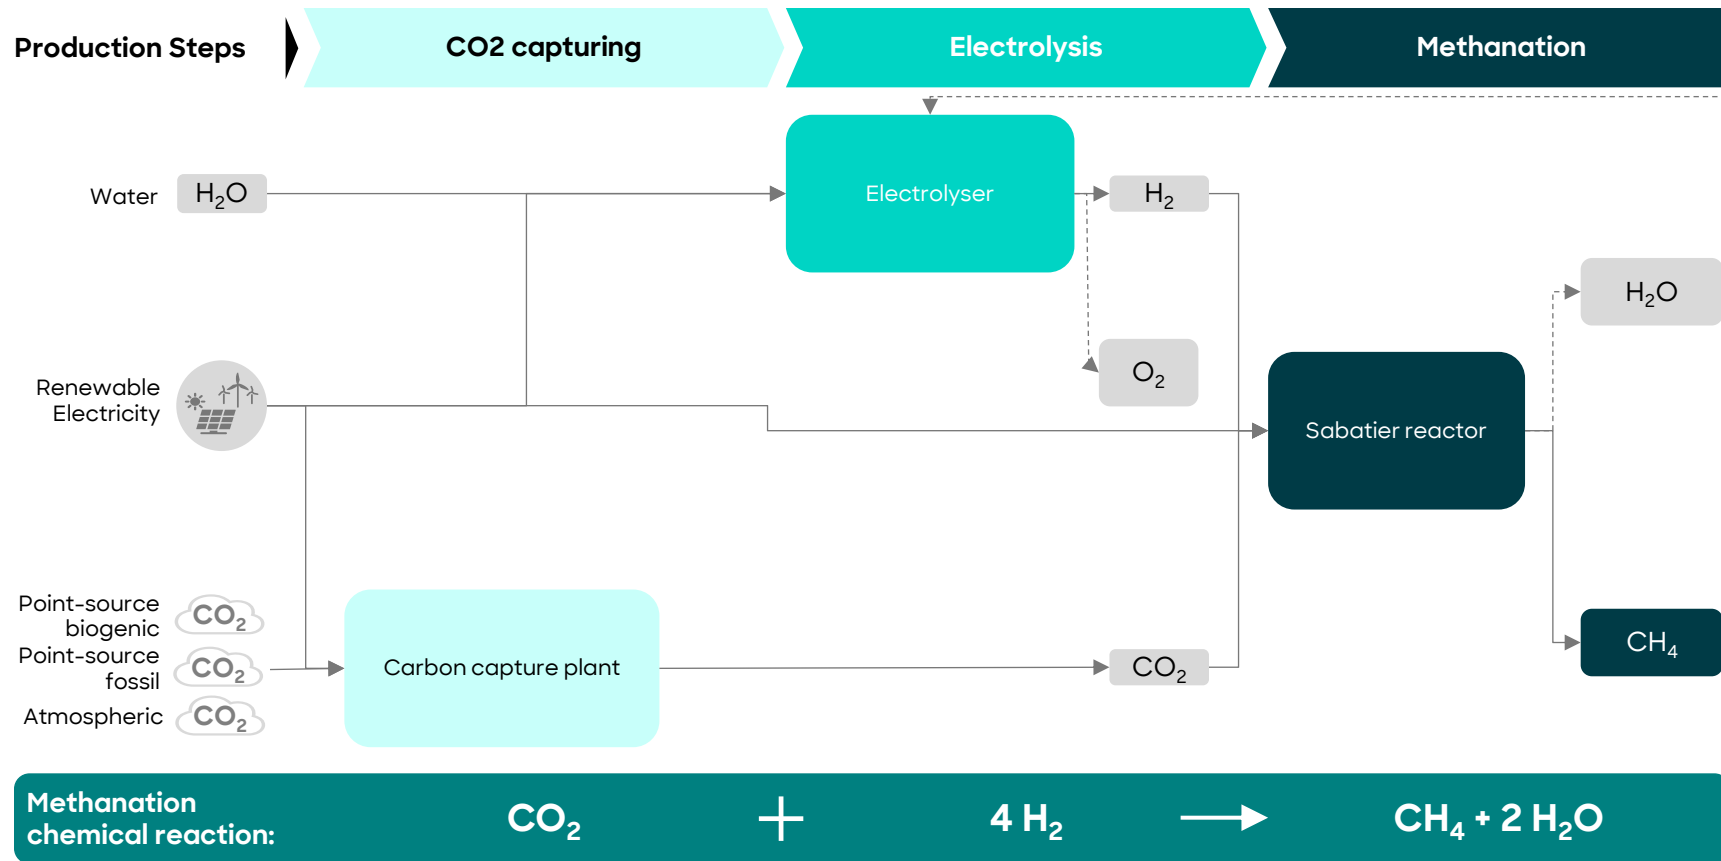 Production Steps
CO2 capturing
Electrolysis
Methanation
Water
H₂O
Electrolyser
H₂
H₂O
O₂
Renewable
Electricity
Sabatier reactor
Point-source
biogenic
CO₂
Point-source
fossil
CO₂
Atmospheric
CO₂
Carbon capture plant
CO₂
CH₄
Methanation
chemical reaction:
CO₂ + 4 H₂ → CH₄ + 2 H₂O